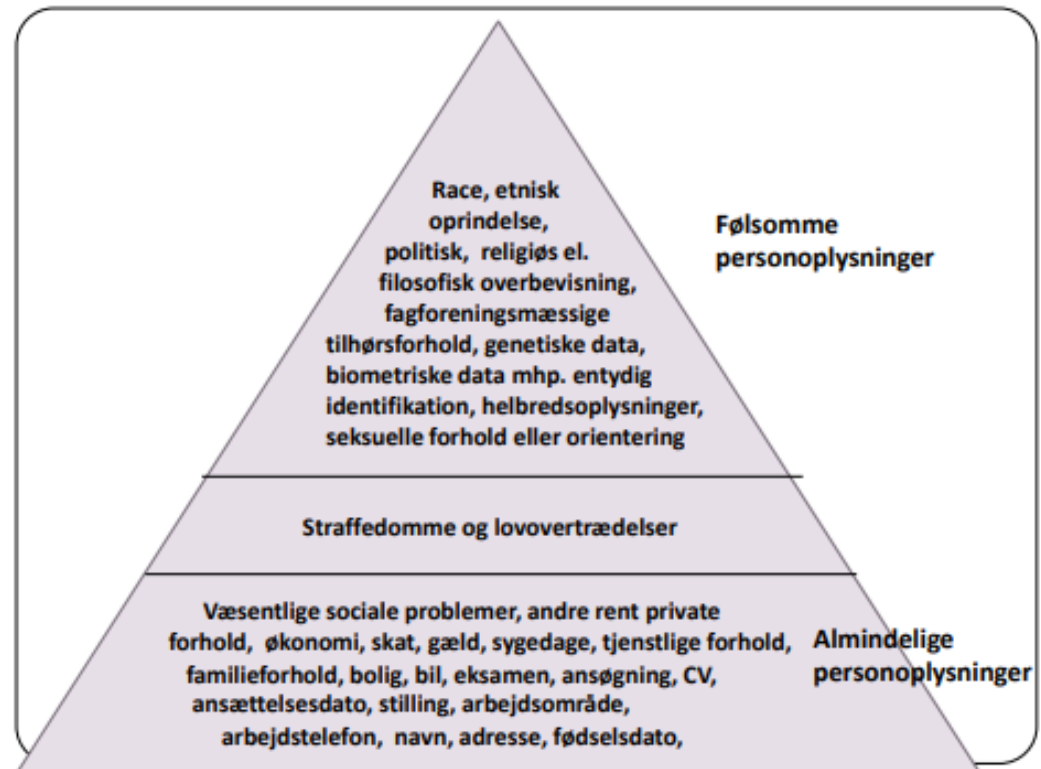 Race, etnisk
oprindelse,
politisk, religiøs el.
filosofisk overbevisning,
fagforeningsmæssige
tilhørsforhold, genetiske data,
biometriske data mhp. entydig
identifikation, helbredsoplysninger,
seksuelle forhold eller orientering
Følsomme
personoplysninger
Straffedomme og lovovertrædelser
Væsentlige sociale problemer, andre rent private
forhold, økonomi, skat, gæld, sygedage, tjenstlige forhold,
familieforhold, bolig, bil, eksamen, ansøgning, CV,
ansættelsesdato, stilling, arbejdsområde,
arbejdstelefon, navn, adresse, fødselsdato,
Almindelige
personoplysninger